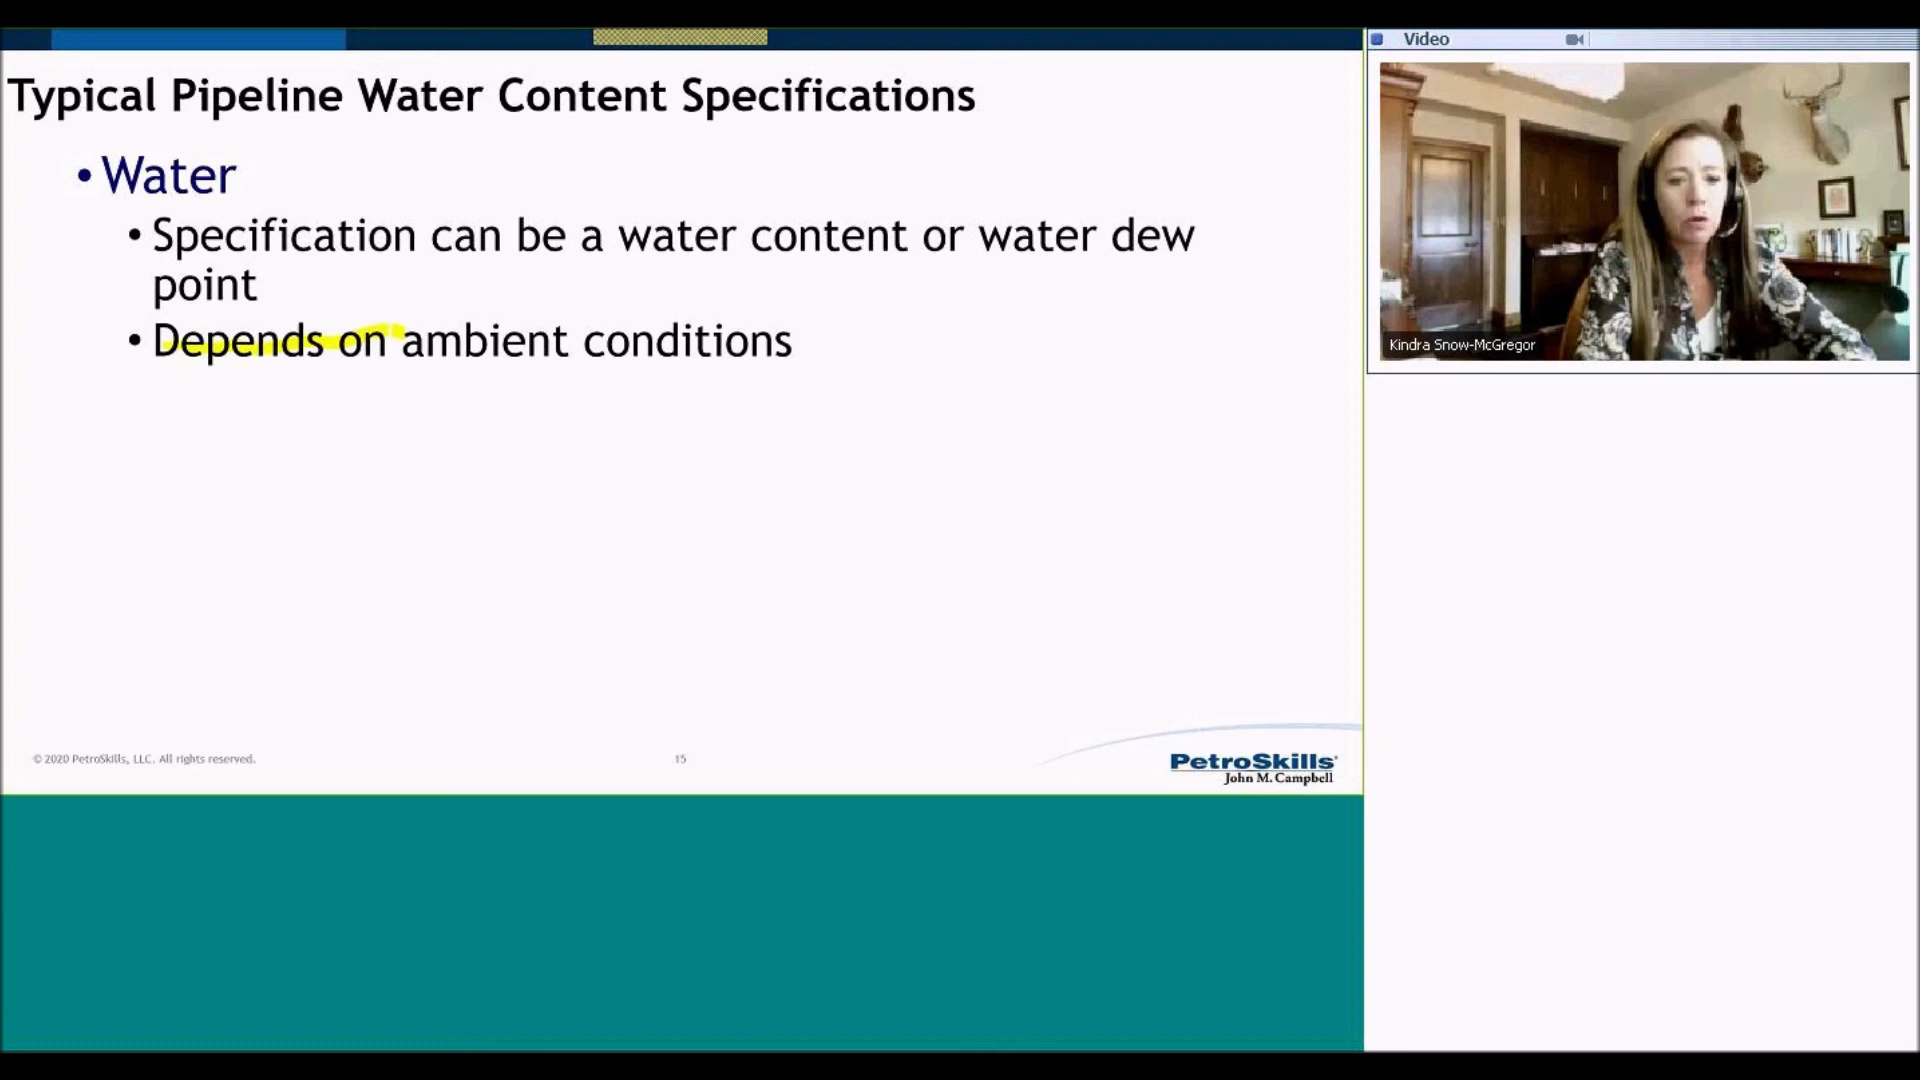 Typical Pipeline Water Content Specifications
• Water
• Specification can be a water content or water dew
point
• Depends on ambient conditions
© 2020 PetroSkills, LLC. All rights reserved.
15
PetroSkills
John M. Campbell
Video
Kindra Snow-McGregor